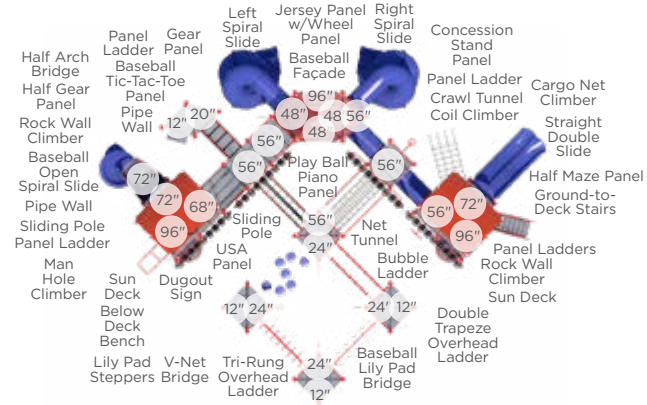 Left
Spiral
Slide
Jersey Panel
w/Wheel
Panel
Right
Spiral
Slide
Panel
Ladder
Gear
Panel
Baseball
Tic-Tac-Toe
Panel
Pipe
Wall
Baseball
Façade
Concession
Stand
Panel
Panel Ladder
Crawl Tunnel
Coil Climber
Cargo Net
Climber
Straight
Double
Slide
Half Maze Panel
Ground-to-
Deck Stairs
Half Arch
Bridge
Half Gear
Panel
Rock Wall
Climber
Baseball
Open
Spiral Slide
Pipe Wall
Sliding Pole
Panel Ladder
12" 20"
96"
48" 48 56"
48
56"
56"
56"
72"
72"
68"
96"
Play Ball
Piano
Panel
56"
72"
96"
56"
24"
Sliding
Pole
USA
Panel
Net
Tunnel
Bubble
Ladder
Panel Ladders
Rock Wall
Climber
Sun Deck
Man
Hole
Climber
Sun
Deck
Below
Deck
Bench
Dugout
Sign
12" 24"
24" 12"
Double
Trapeze
Overhead
Ladder
Lily Pad
Steppers
V-Net
Bridge
Tri-Rung
Overhead
Ladder
24"
12"
Baseball
Lily Pad
Bridge